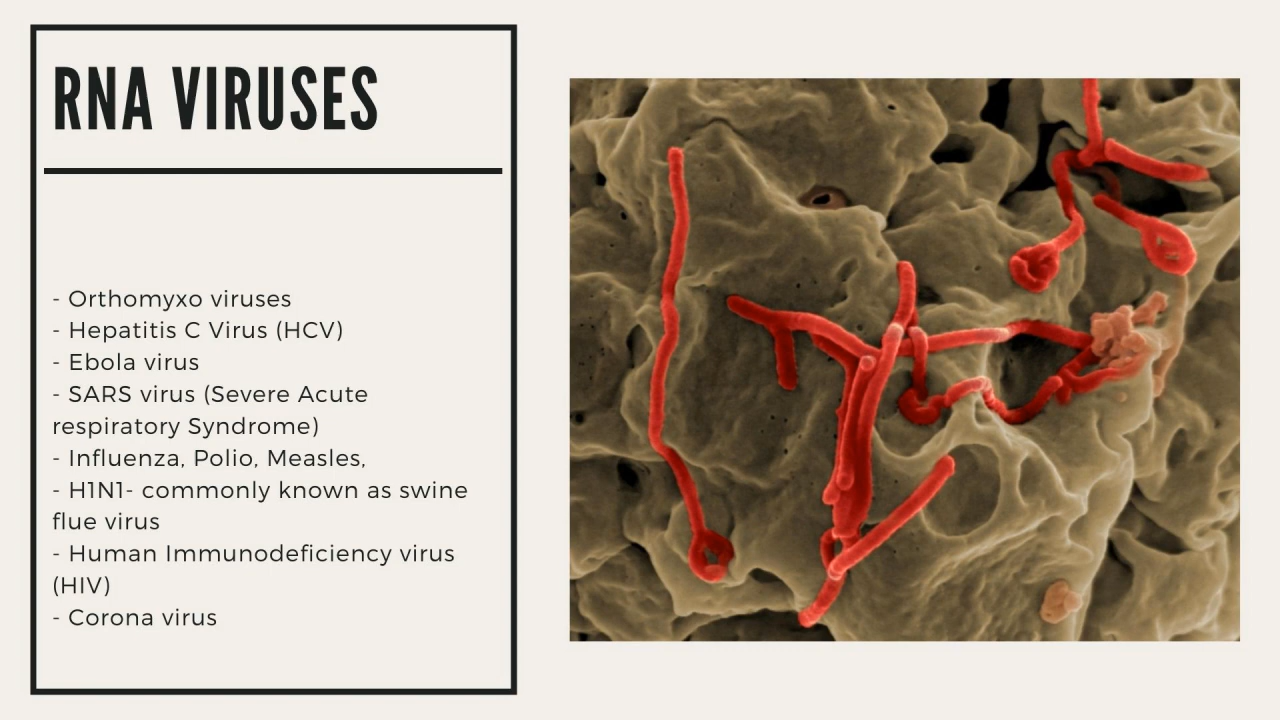 RNA VIRUSES
- Orthomyxo viruses
- Hepatitis C Virus (HCV)
- Ebola virus
- SARS virus (Severe Acute
respiratory Syndrome)
- Influenza, Polio, Measles,
- H1N1- commonly known as swine
flue virus
- Human Immunodeficiency virus
(HIV)
- Corona virus